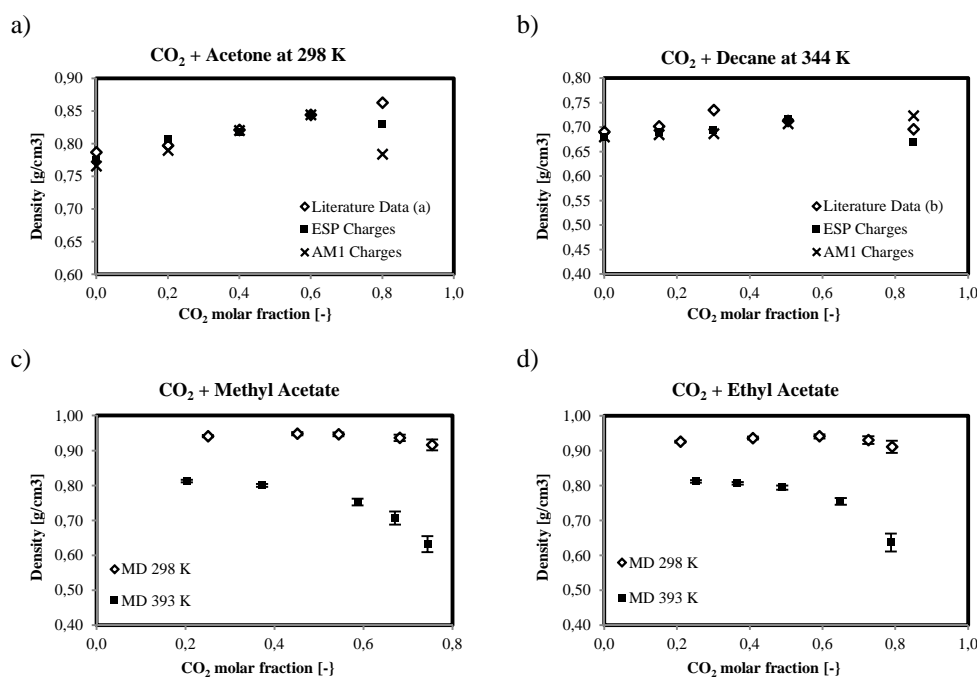 a)
CO2 + Acetone at 298 K
Density [g/cm3]
0,90
0,85
0,80
0,75
0,70
0,65
0,60
Literature Data (a)
ESP Charges
AM1 Charges
0,0 0,2 0,4 0,6 0,8 1,0
CO2 molar fraction [-}
b)
CO2 + Decane at 344 K
Density [g/cm3]
0,80
0,75
0,70
0,65
0,60
0,55
0,50
0,45
0,40
Literature Data (b)
ESP Charges
AM1 Charges
0,0 0,2 0,4 0,6 0,8 1,0
CO2 molar fraction [-}
c)
CO2 + Methyl Acetate
Density [g/cm3]
1,00
0,90
0,80
0,70
0,60
0,50
0,40
MD 298 K
MD 393 K
0,0 0,2 0,4 0,6 0,8
CO2 molar fraction [-}
d)
CO2 + Ethyl Acetate
Density [g/cm3]
1,00
0,90
0,80
0,70
0,60
0,50
0,40
MD 298 K
MD 393 K
0,0 0,2 0,4 0,6 0,8 1,0
CO2 molar fraction [-}